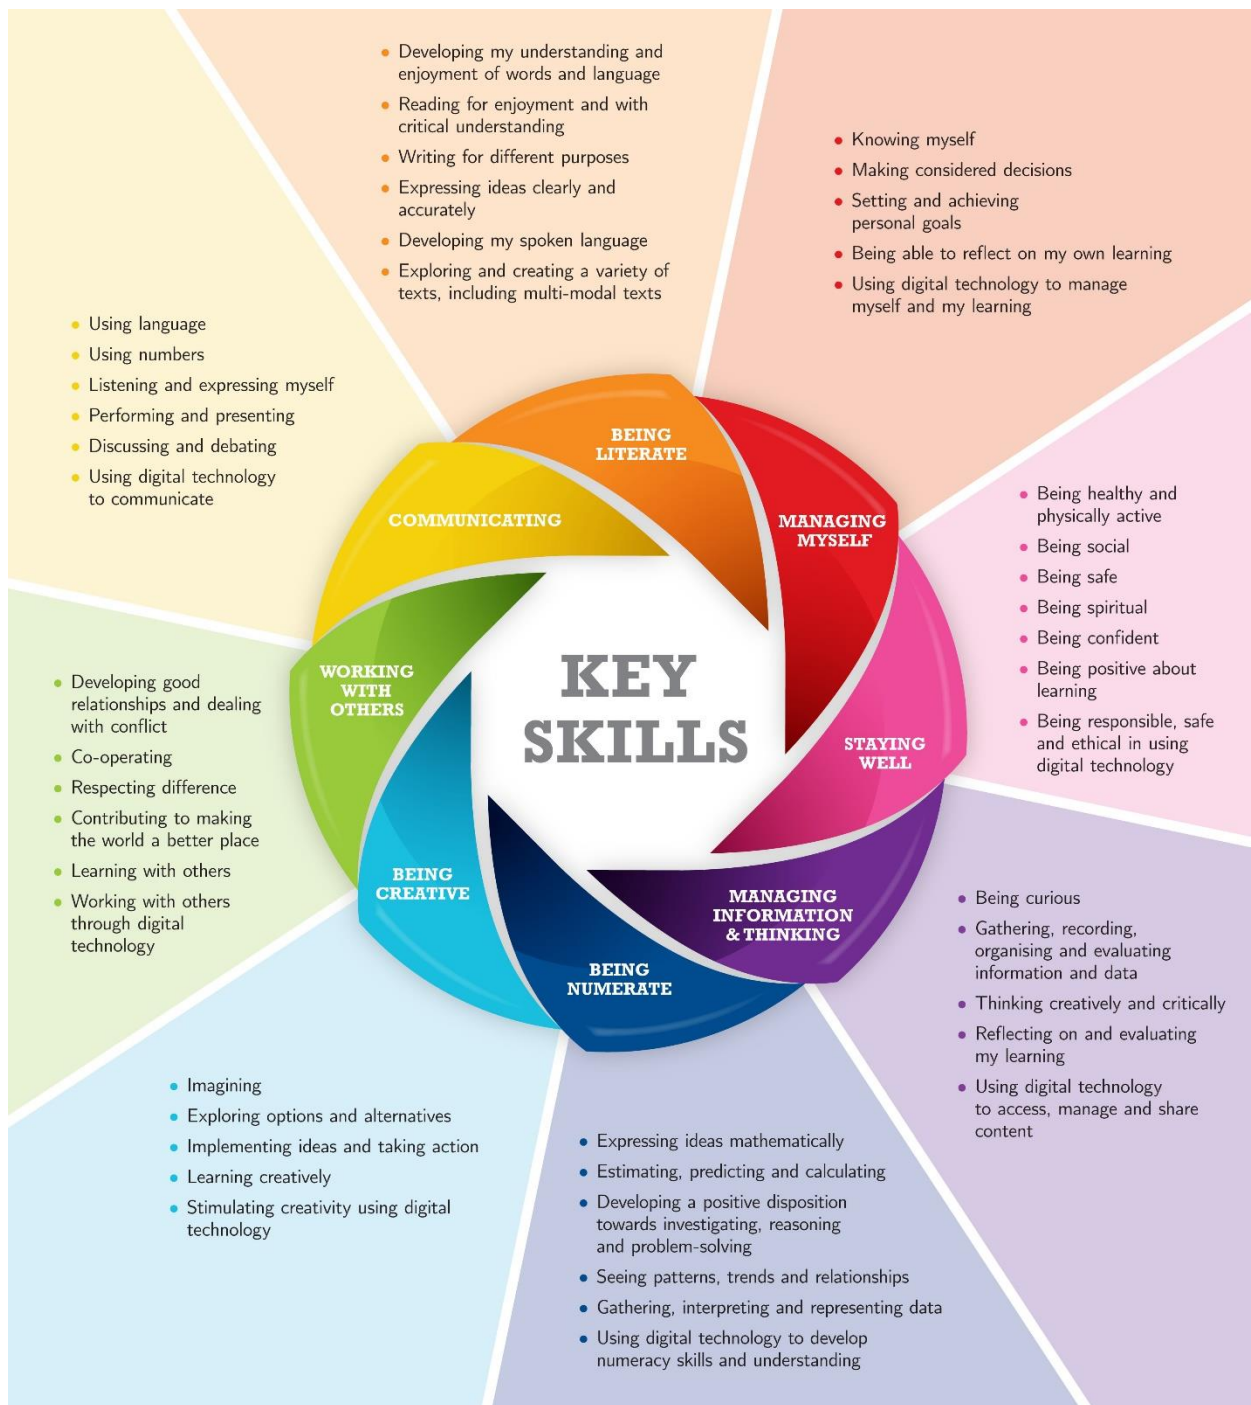 KEY
SKILLS
BEING
LITERATE
• Developing my understanding and
enjoyment of words and language
• Reading for enjoyment and with
critical understanding
• Writing for different purposes
• Expressing ideas clearly and
accurately
• Developing my spoken language
• Exploring and creating a variety of
texts, including multi-modal texts
MANAGING
MYSELF
• Knowing myself
• Making considered decisions
• Setting and achieving
personal goals
• Being able to reflect on my own learning
• Using digital technology to manage
myself and my learning
STAYING
WELL
• Being healthy and
physically active
• Being social
• Being safe
• Being spiritual
• Being confident
• Being positive about
learning
• Being responsible, safe
and ethical in using
digital technology
MANAGING
INFORMATION
& THINKING
• Being curious
• Gathering, recording,
organising and evaluating
information and data
• Thinking creatively and critically
• Reflecting on and evaluating
my learning
• Using digital technology
to access, manage and share
content
BEING
NUMERATE
• Expressing ideas mathematically
• Estimating, predicting and calculating
• Developing a positive disposition
towards investigating, reasoning
and problem-solving
• Seeing patterns, trends and relationships
• Gathering, interpreting and representing data
• Using digital technology to develop
numeracy skills and understanding
BEING
CREATIVE
• Imagining
• Exploring options and alternatives
• Implementing ideas and taking action
• Learning creatively
• Stimulating creativity using digital
technology
WORKING
WITH
OTHERS
• Developing good
relationships and dealing
with conflict
• Co-operating
• Respecting difference
• Contributing to making
the world a better place
• Learning with others
• Working with others
through digital
technology
COMMUNICATING
• Using language
• Using numbers
• Listening and expressing myself
• Performing and presenting
• Discussing and debating
• Using digital technology
to communicate